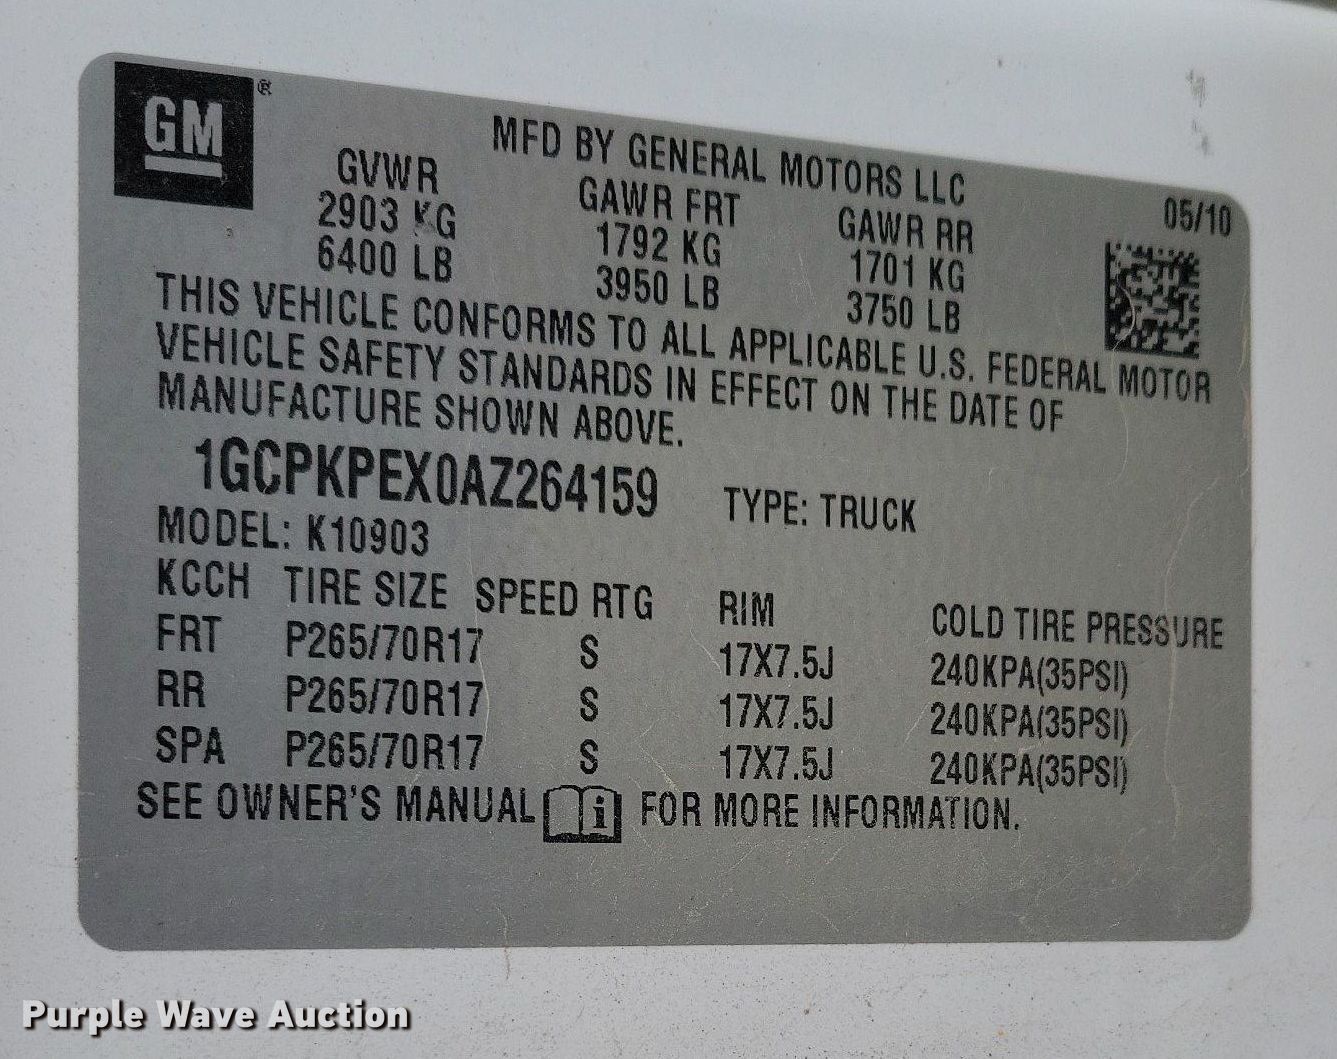 GM ®
MFD BY GENERAL MOTORS LLC
GVWR GAWR FRT GAWR RR 05/10
2903 KG 1792 KG 1701 KG
6400 LB 3950 LB 3750 LB
THIS VEHICLE CONFORMS TO ALL APPLICABLE U.S. FEDERAL MOTOR
VEHICLE SAFETY STANDARDS IN EFFECT ON THE DATE OF
MANUFACTURE SHOWN ABOVE.
1GCPKPEX0AZ264159 TYPE: TRUCK
MODEL: K10903
KCCH TIRE SIZE SPEED RTG RIM COLD TIRE PRESSURE
FRT P265/70R17 S 17X7.5J 240KPA(35PSI)
RR P265/70R17 S 17X7.5J 240KPA(35PSI)
SPA P265/70R17 S 17X7.5J 240KPA(35PSI)
SEE OWNER'S MANUAL i FOR MORE INFORMATION.
Purple Wave Auction